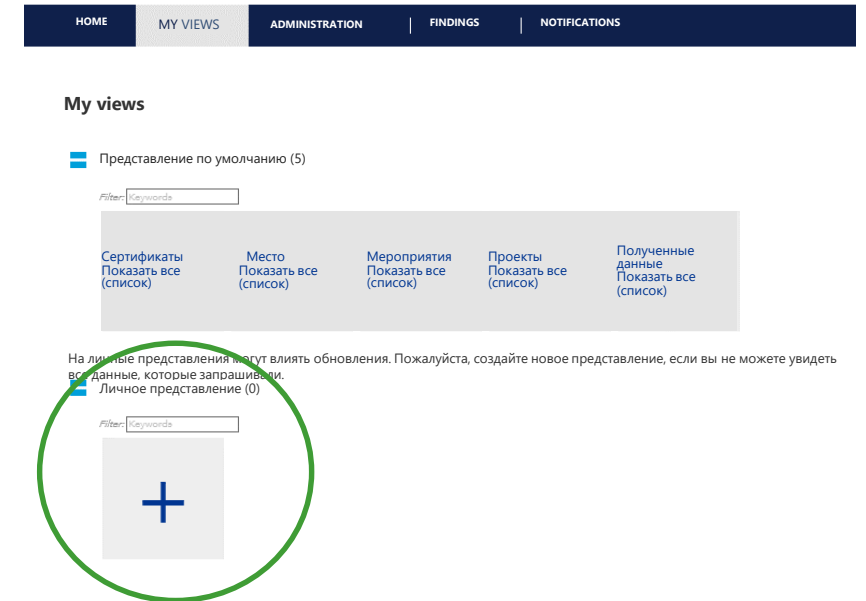 HOME MY VIEWS ADMINISTRATION FINDINGS NOTIFICATIONS
My views
Представление по умолчанию (5)
Filter: Keywords
Сертификаты
Показать все
(список)
Место
Показать все
(список)
Мероприятия
Показать все
(список)
Проекты
Показать все
(список)
Полученные
данные
Показать все
(список)
На личные представления могут влиять обновления. Пожалуйста, создайте новое представление, если вы не можете увидеть
все данные, которые запрашивали.
Личное представление (0)
Filter: Keywords